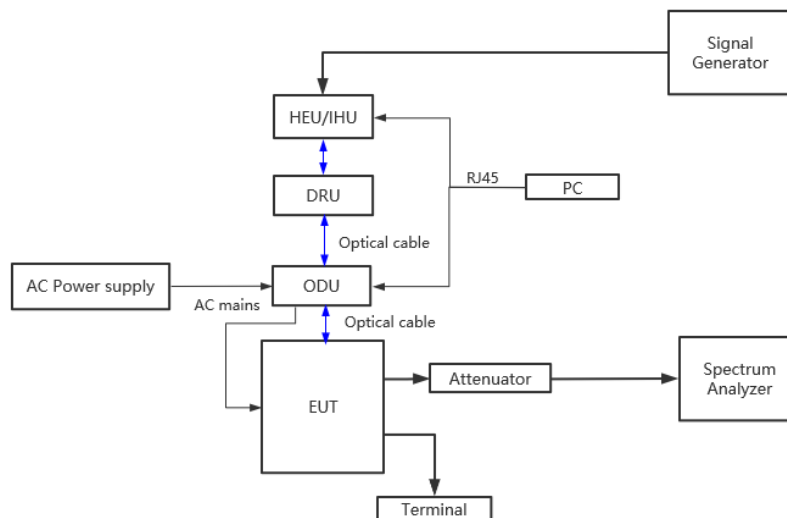 Signal
Generator
HEU/IHU
RJ45
PC
DRU
Optical cable
AC Power supply
AC mains
ODU
Optical cable
EUT
Attenuator
Spectrum
Analyzer
Terminal